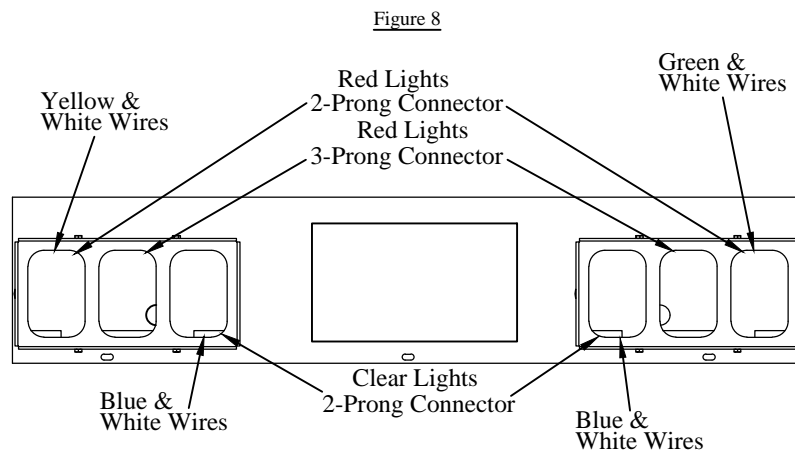 Figure 8
Yellow &
White Wires
Red Lights
2-Prong Connector
Red Lights
3-Prong Connector
Green &
White Wires
Blue &
White Wires
Clear Lights
2-Prong Connector
Blue &
White Wires